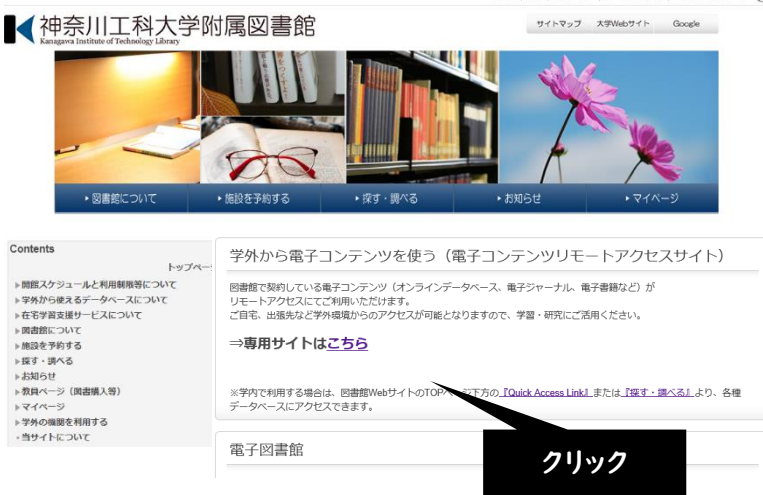 神奈川工科大学附属図書館
Kanagawa Institute of Technology Library
サイトマップ 大学Webサイト Google
図書館について 施設を予約する 探す・調べる お知らせ マイページ
Contents
トップペー
開館スケジュールと利用制限等について
学外から使えるデータベースについて
在宅学習支援サービスについて
図書館について
施設を予約する
探す・調べる
お知らせ
教員ページ（図書購入等）
マイページ
学外の機関を利用する
当サイトについて
学外から電子コンテンツを使う（電子コンテンツリモートアクセスサイト）
図書館で契約している電子コンテンツ（オンラインデータベース、電子ジャーナル、電子書籍など）が
リモートアクセスにてご利用いただけます。
ご自宅、出張先など学外環境からのアクセスが可能となりますので、学習・研究にご活用ください。
⇒専用サイトはこちら
※学内で利用する場合は、図書館WebサイトのTOPページ下方の『Quick Access Link』または『探す・調べる』より、各種
データベースにアクセスできます。
電子図書館
クリック